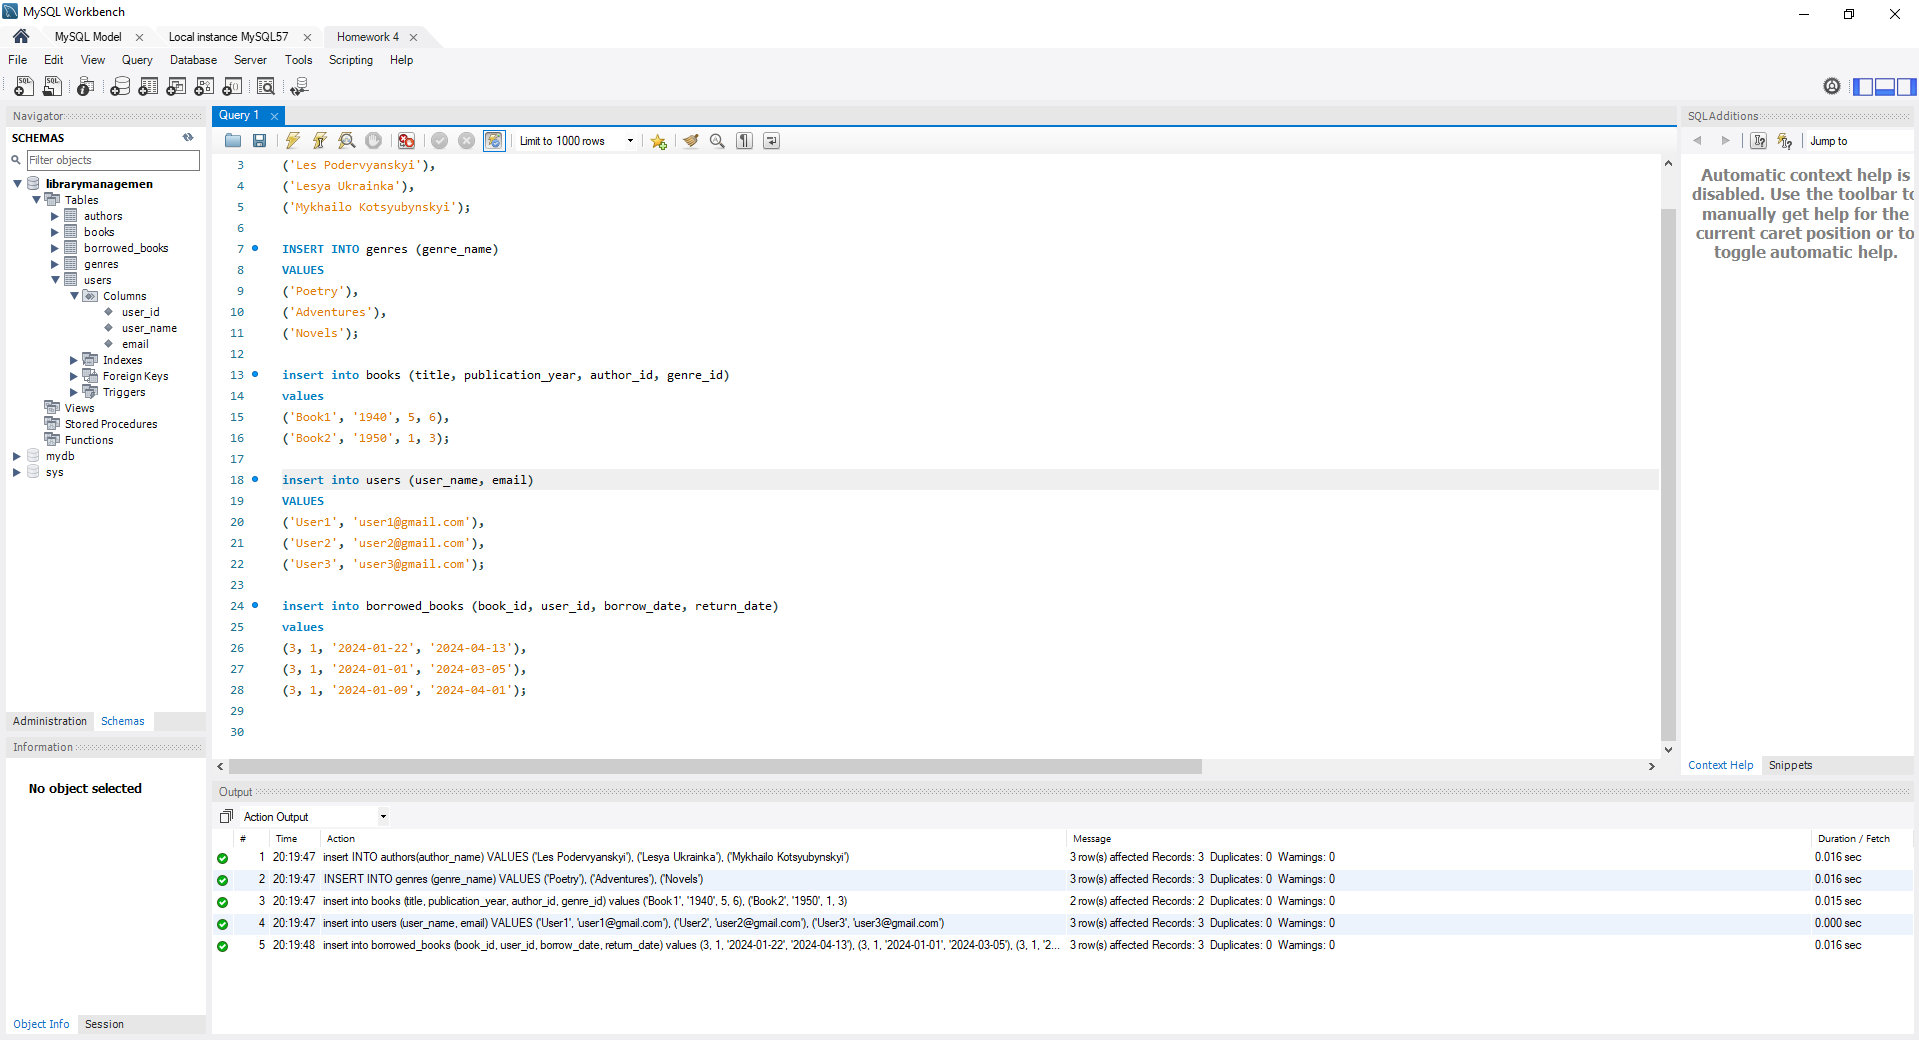 MySQL Workbench
MySQL Model
Local instance MySQL57
Homework 4
File Edit View Query Database Server Tools Scripting Help
Navigator
SCHEMAS
Filter objects
librarymanagemen
Tables
authors
books
borrowed_books
genres
users
Columns
user_id
user_name
email
Indexes
Foreign Keys
Triggers
Views
Stored Procedures
Functions
mydb
sys
Administration Schemas
Information
No object selected
Object Info Session
Query 1
Limit to 1000 rows
3 ('Les Podervyanskyi'),
4 ('Lesya Ukrainka'),
5 ('Mykhailo Kotsyubynskyi');
6
7 INSERT INTO genres (genre_name)
8 VALUES
9 ('Poetry'),
10 ('Adventures'),
11 ('Novels');
12
13 insert into books (title, publication_year, author_id, genre_id)
14 values
15 ('Book1', '1940', 5, 6),
16 ('Book2', '1950', 1, 3);
17
18 insert into users (user_name, email)
19 VALUES
20 ('User1', 'user1@gmail.com'),
21 ('User2', 'user2@gmail.com'),
22 ('User3', 'user3@gmail.com');
23
24 insert into borrowed_books (book_id, user_id, borrow_date, return_date)
25 values
26 (3, 1, '2024-01-22', '2024-04-13'),
27 (3, 1, '2024-01-01', '2024-03-05'),
28 (3, 1, '2024-01-09', '2024-04-01');
29
30
SQLAdditions
Jump to
Automatic context help is
disabled. Use the toolbar to
manually get help for the
current caret position or to
toggle automatic help.
Context Help Snippets
Output
Action Output
# Time Action Message Duration / Fetch
1 20:19:47 insert INTO authors(author_name) VALUES ('Les Podervyanskyi'), ('Lesya Ukrainka'), ('Mykhailo Kotsyubynskyi') 3 row(s) affected Records: 3 Duplicates: 0 Warnings: 0 0.016 sec
2 20:19:47 INSERT INTO genres (genre_name) VALUES ('Poetry'), ('Adventures'), ('Novels') 3 row(s) affected Records: 3 Duplicates: 0 Warnings: 0 0.016 sec
3 20:19:47 insert into books (title, publication_year, author_id, genre_id) values ('Book1', '1940', 5, 6), ('Book2', '1950', 1, 3) 2 row(s) affected Records: 2 Duplicates: 0 Warnings: 0 0.015 sec
4 20:19:47 insert into users (user_name, email) VALUES ('User1', 'user1@gmail.com'), ('User2', 'user2@gmail.com'), ('User3', 'user3@gmail.com') 3 row(s) affected Records: 3 Duplicates: 0 Warnings: 0 0.000 sec
5 20:19:48 insert into borrowed_books (book_id, user_id, borrow_date, return_date) values (3, 1, '2024-01-22', '2024-04-13'), (3, 1, '2024-01-01', '2024-03-05'), (3, 1, '2... 3 row(s) affected Records: 3 Duplicates: 0 Warnings: 0 0.016 sec